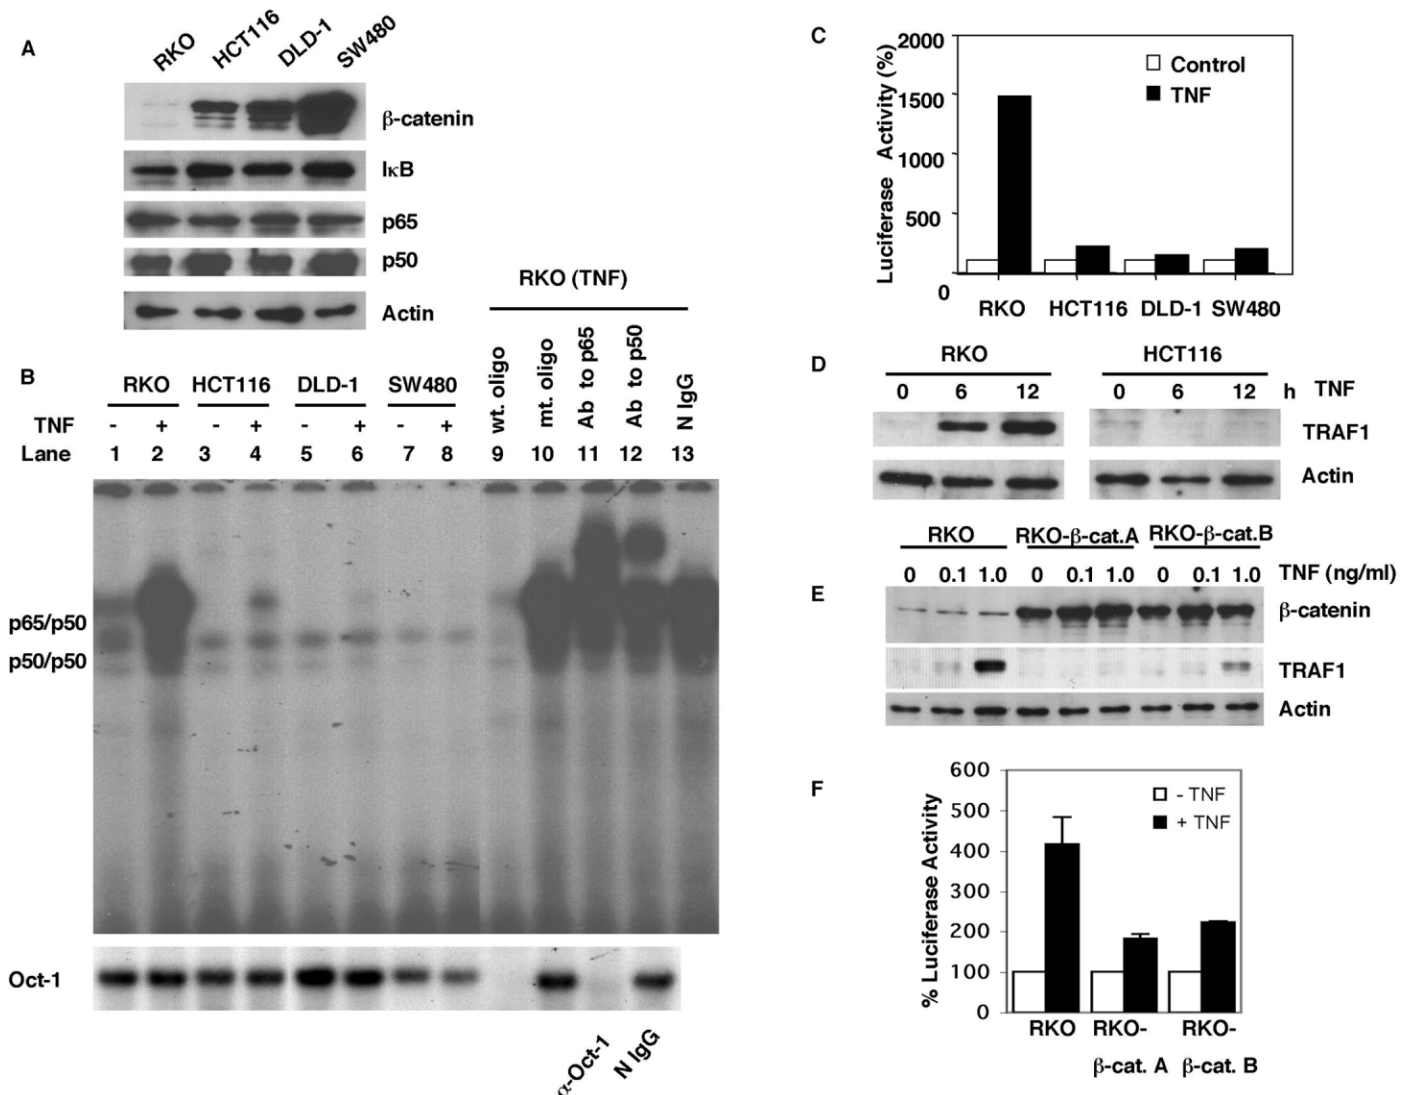 A
RKO HCT116 DLD-1 SW480
β-catenin
IκB
p65
p50
Actin
B
RKO HCT116 DLD-1 SW480
RKO (TNF)
wt. oligo mt. oligo Ab to p65 Ab to p50 N IgG
TNF - + - + - + - +
Lane 1 2 3 4 5 6 7 8 9 10 11 12 13
p65/p50
p50/p50
Oct-1
α-Oct-1 N IgG
C
Luciferase Activity (%)
2000
1500
1000
500
0
Control
TNF
RKO HCT116 DLD-1 SW480
D
RKO HCT116
0 6 12 0 6 12 h TNF
TRAF1
Actin
E
RKO RKO-β-cat.A RKO-β-cat.B
0 0.1 1.0 0 0.1 1.0 0 0.1 1.0 TNF (ng/ml)
β-catenin
TRAF1
Actin
F
% Luciferase Activity
600
500
400
300
200
100
0
- TNF
+ TNF
RKO RKO- RKO-
β-cat. A β-cat. B